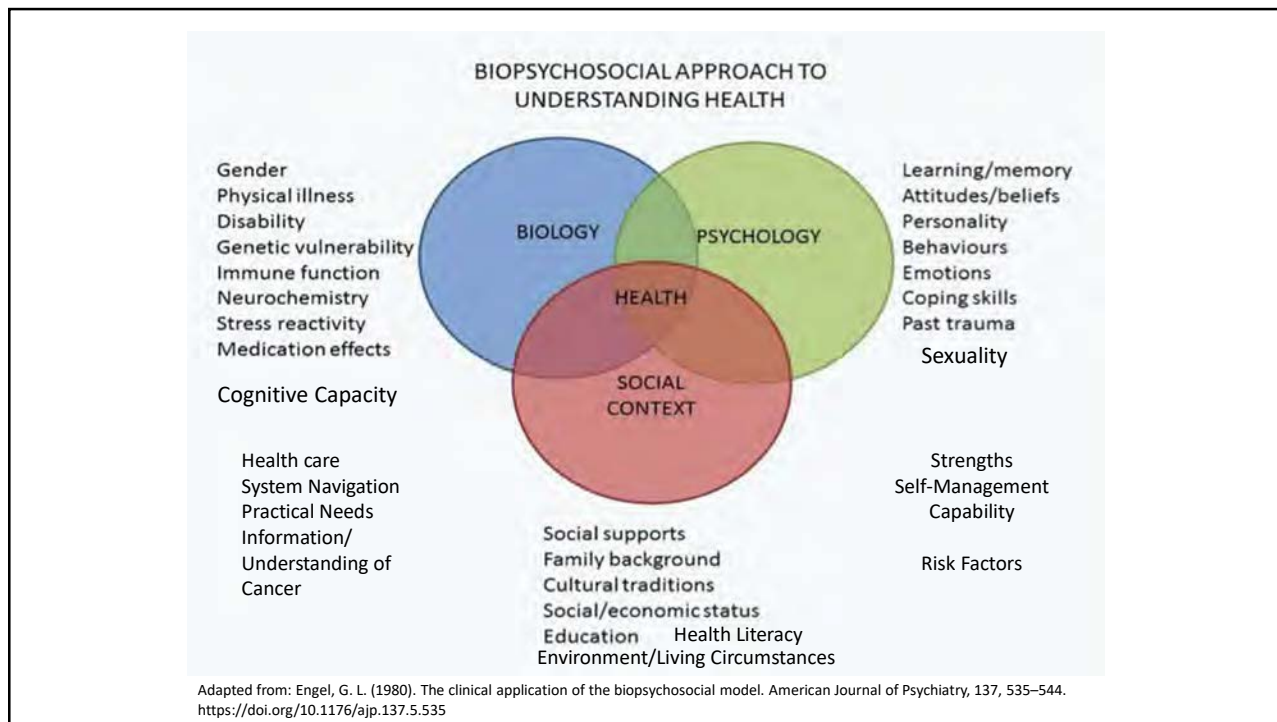 BIOPSYCHOSOCIAL APPROACH TO
UNDERSTANDING HEALTH
Gender
Physical illness
Disability
Genetic vulnerability
Immune function
Neurochemistry
Stress reactivity
Medication effects
Cognitive Capacity
BIOLOGY
PSYCHOLOGY
HEALTH
SOCIAL
CONTEXT
Learning/memory
Attitudes/beliefs
Personality
Behaviours
Emotions
Coping skills
Past trauma
Sexuality
Health care
System Navigation
Practical Needs
Information/
Understanding of
Cancer
Social supports
Family background
Cultural traditions
Social/economic status
Education Health Literacy
Environment/Living Circumstances
Strengths
Self-Management
Capability
Risk Factors
Adapted from: Engel, G. L. (1980). The clinical application of the biopsychosocial model. American Journal of Psychiatry, 137, 535–544.
https://doi.org/10.1176/ajp.137.5.535